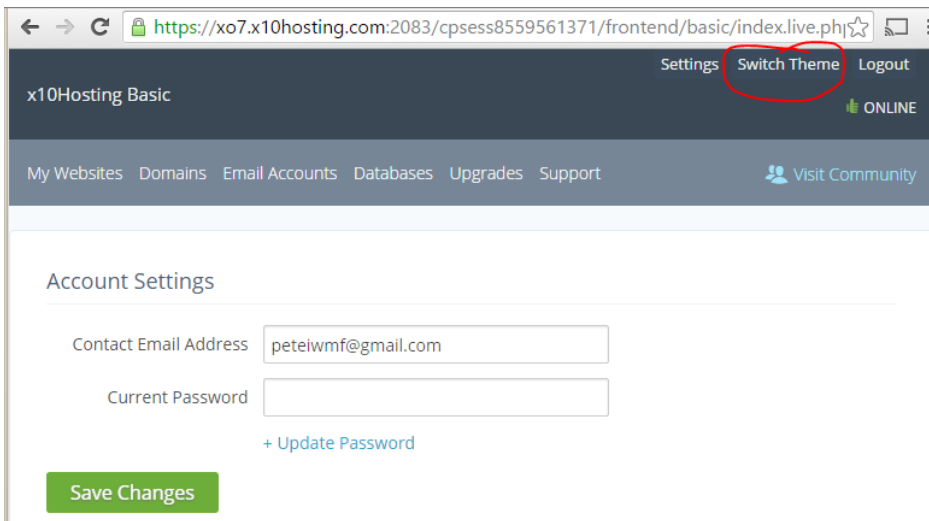 https://xo7.x10hosting.com:2083/cpsess8559561371/frontend/basic/index.live.ph
Settings Switch Theme Logout
x10Hosting Basic
ONLINE
My Websites Domains Email Accounts Databases Upgrades Support Visit Community
Account Settings
Contact Email Address peteiwmf@gmail.com
Current Password
+ Update Password
Save Changes